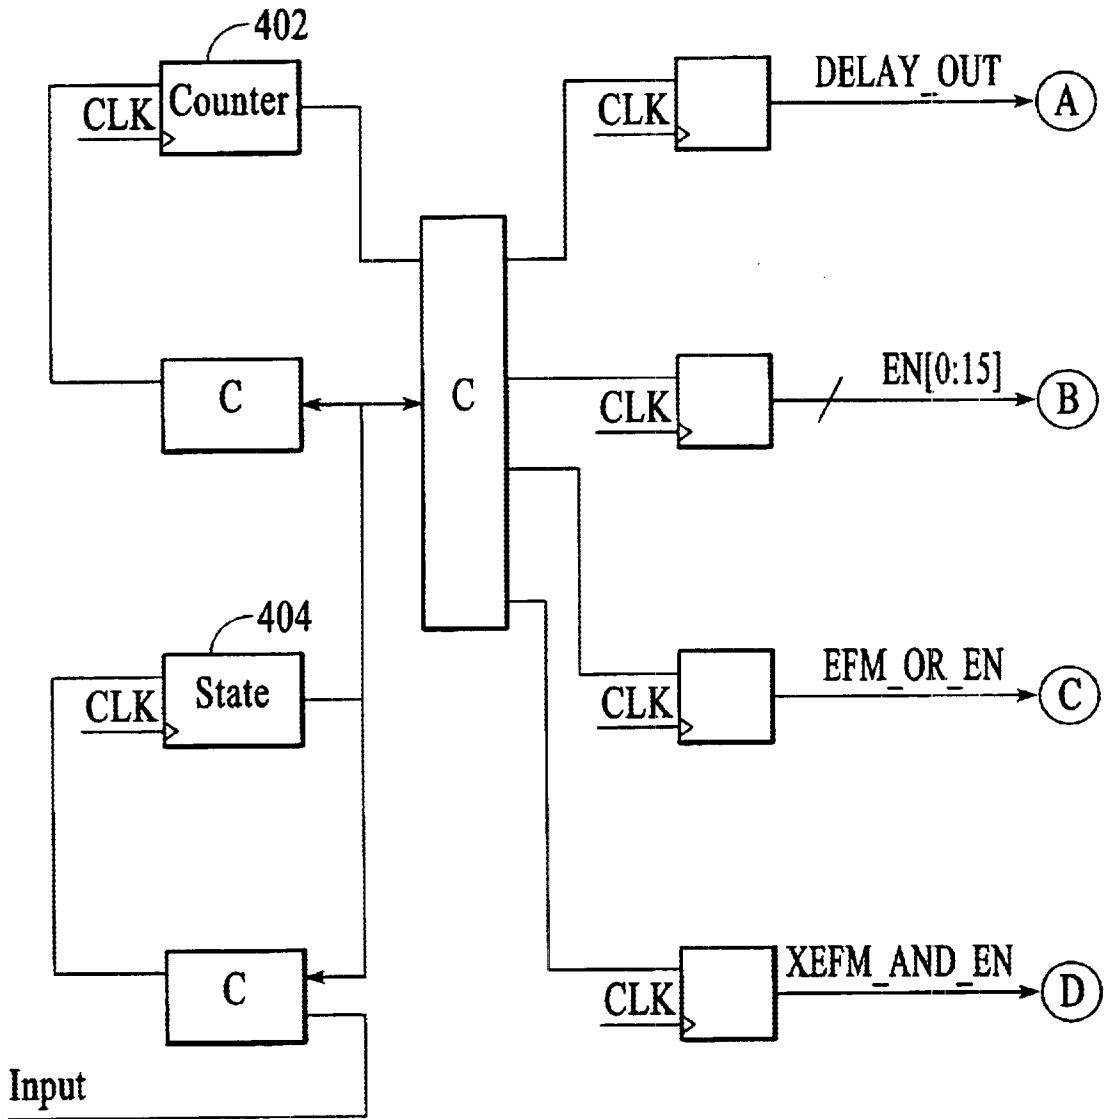 402
Counter
CLK
CLK
DELAY_OUT
A
C
C
CLK
EN[0:15]
B
404
State
CLK
CLK
EFM_OR_EN
C
C
CLK
XEFM_AND_EN
D
Input